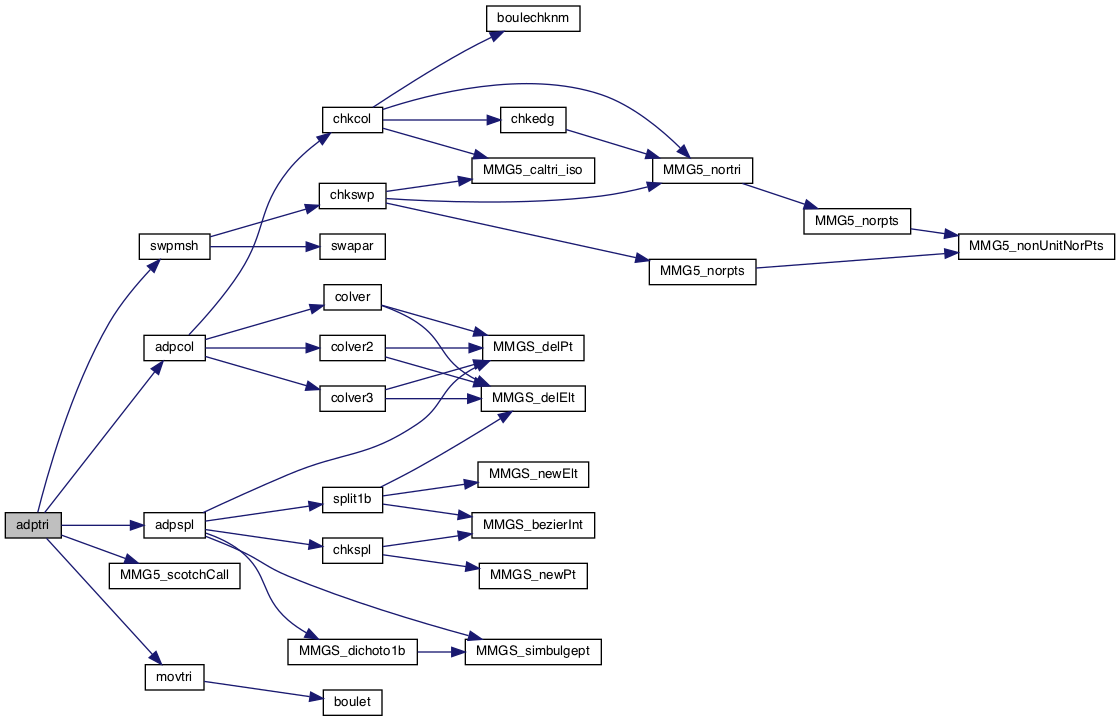 boulechknm
chkcol
chkedg
MMG5_caltri_iso
MMG5_nortri
chkswp
MMG5_norpts
swpmsh
swapar
MMG5_nonUnitNorPts
MMG5_norpts
colver
adpcol
colver2
MMGS_delPt
colver3
MMGS_delElt
MMGS_newElt
split1b
adptri
adpspl
MMGS_bezierInt
chkspl
MMG5_scotchCall
MMGS_newPt
MMGS_dichoto1b
MMGS_simbulgept
movtri
boulet